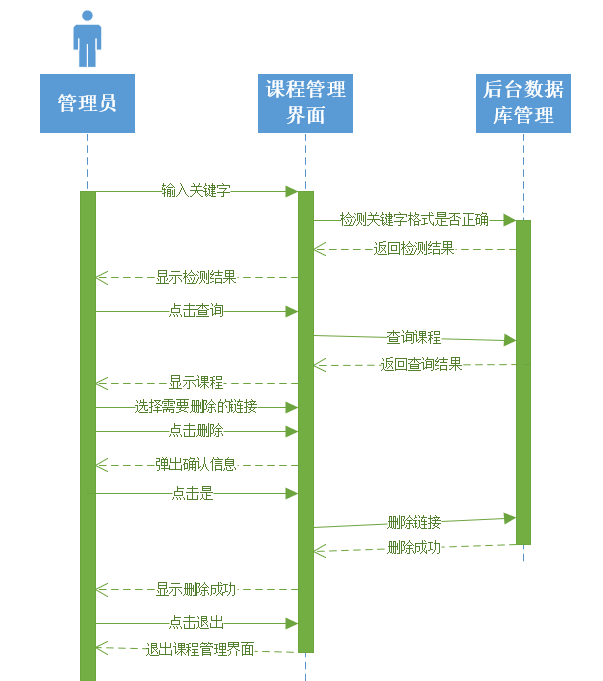 管理员
课程管理
界面
后台数据
库管理
输入关键字
检测关键字格式是否正确
返回检测结果
显示检测结果
点击查询
查询课程
返回查询结果
显示课程
选择需要删除的链接
点击删除
弹出确认信息
点击是
删除链接
删除成功
显示删除成功
点击退出
退出课程管理界面